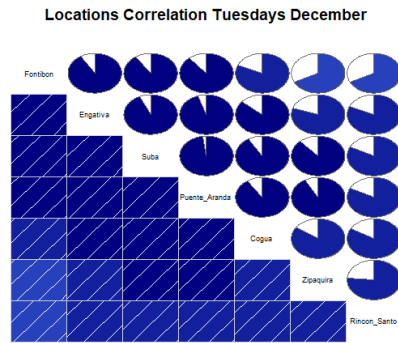 Locations Correlation Tuesdays December
Fontibon
Engativa
Suba
Puente_Aranda
Cogua
Zipaquira
Rincon_Santo